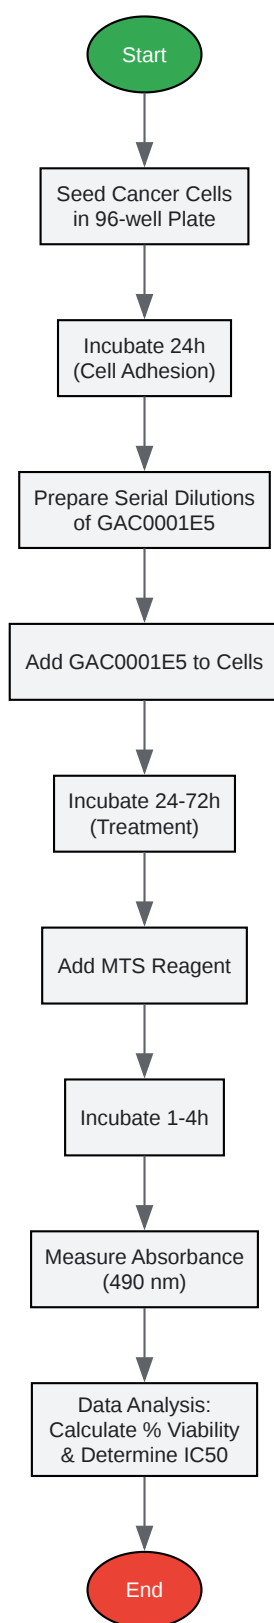 Start
Seed Cancer Cells
in 96-well Plate
Incubate 24h
(Cell Adhesion)
Prepare Serial Dilutions
of GAC0001E5
Add GAC0001E5 to Cells
Incubate 24-72h
(Treatment)
Add MTS Reagent
Incubate 1-4h
Measure Absorbance
(490 nm)
Data Analysis:
Calculate % Viability
& Determine IC50
End